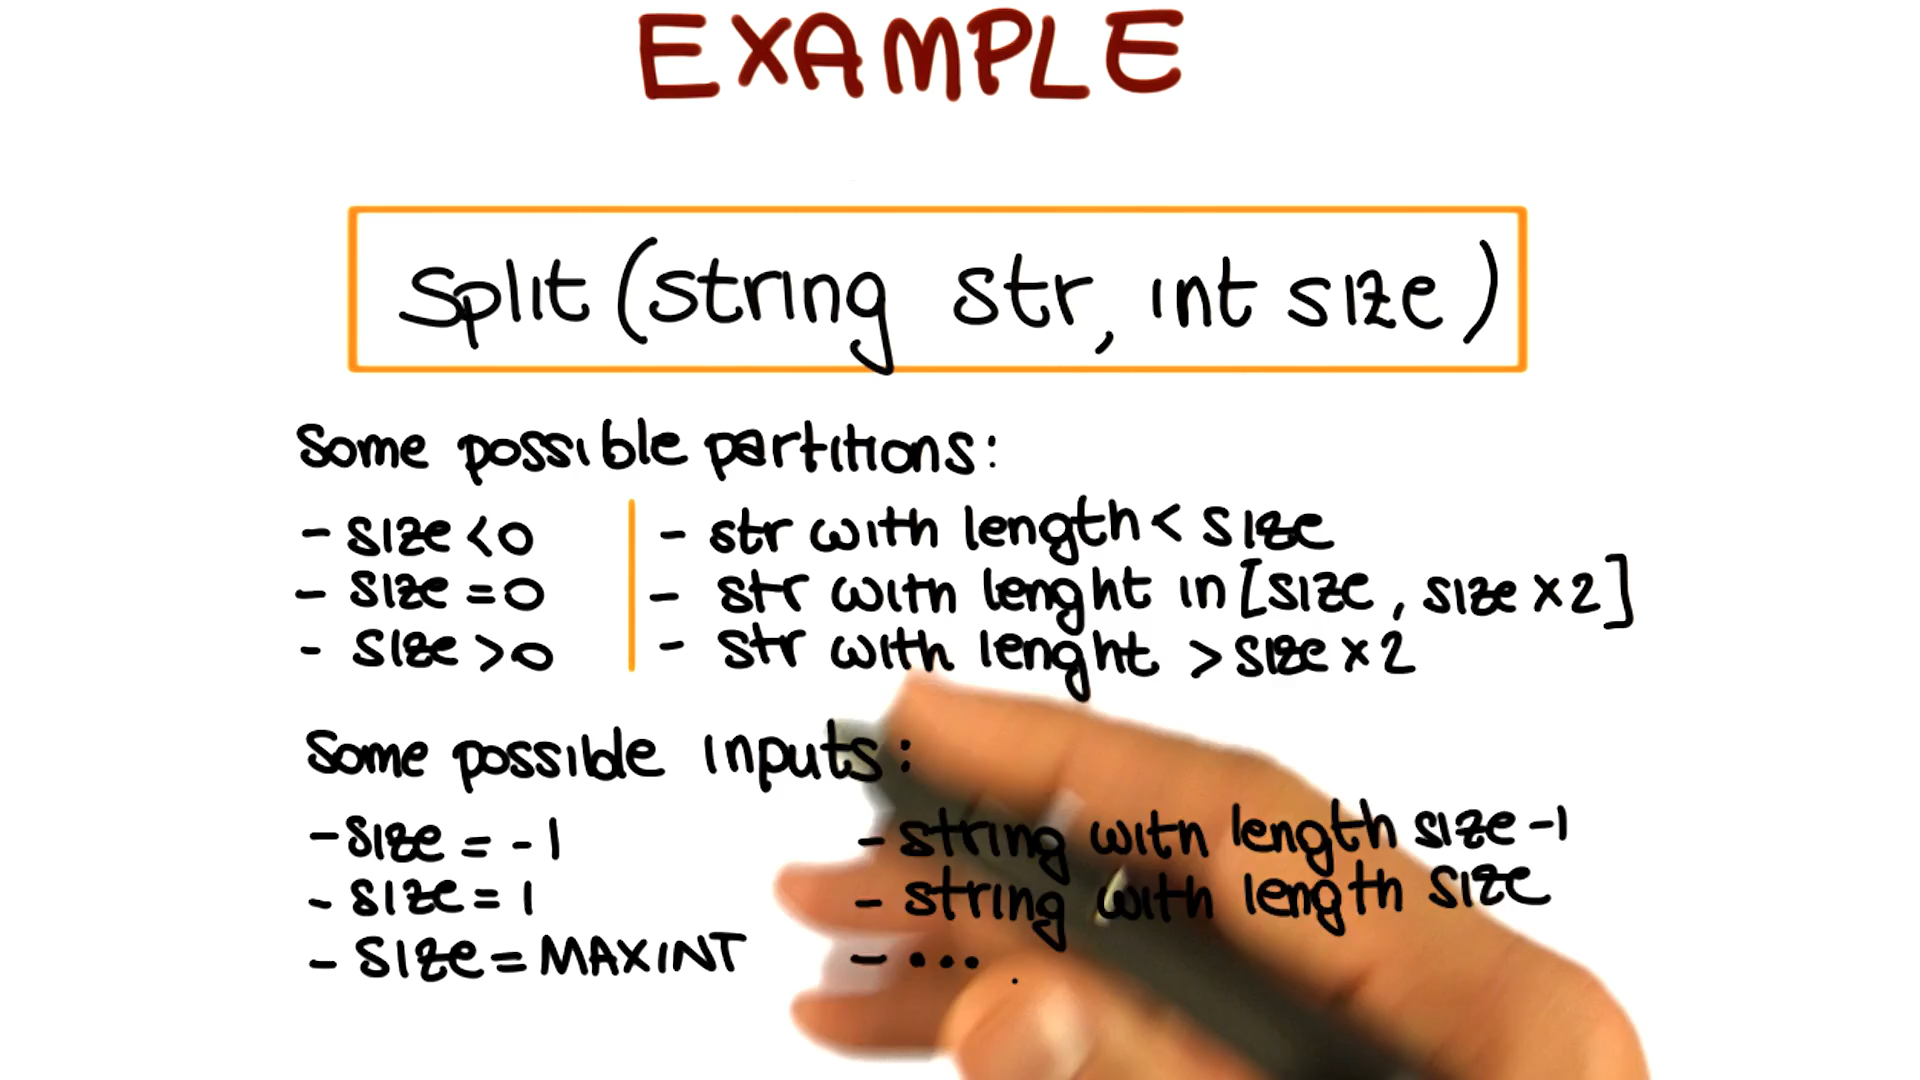 EXAMPLE
Split (string str, int size)
Some possible partitions:
- size < 0
- size = 0
- size > 0
- str with length < size
- str with lenght in [size, size x 2]
- str with lenght > size x 2
Some possible inputs:
- size = -1
- size = 1
- size = MAXINT
- string with length size -1
- string with length size
- ...